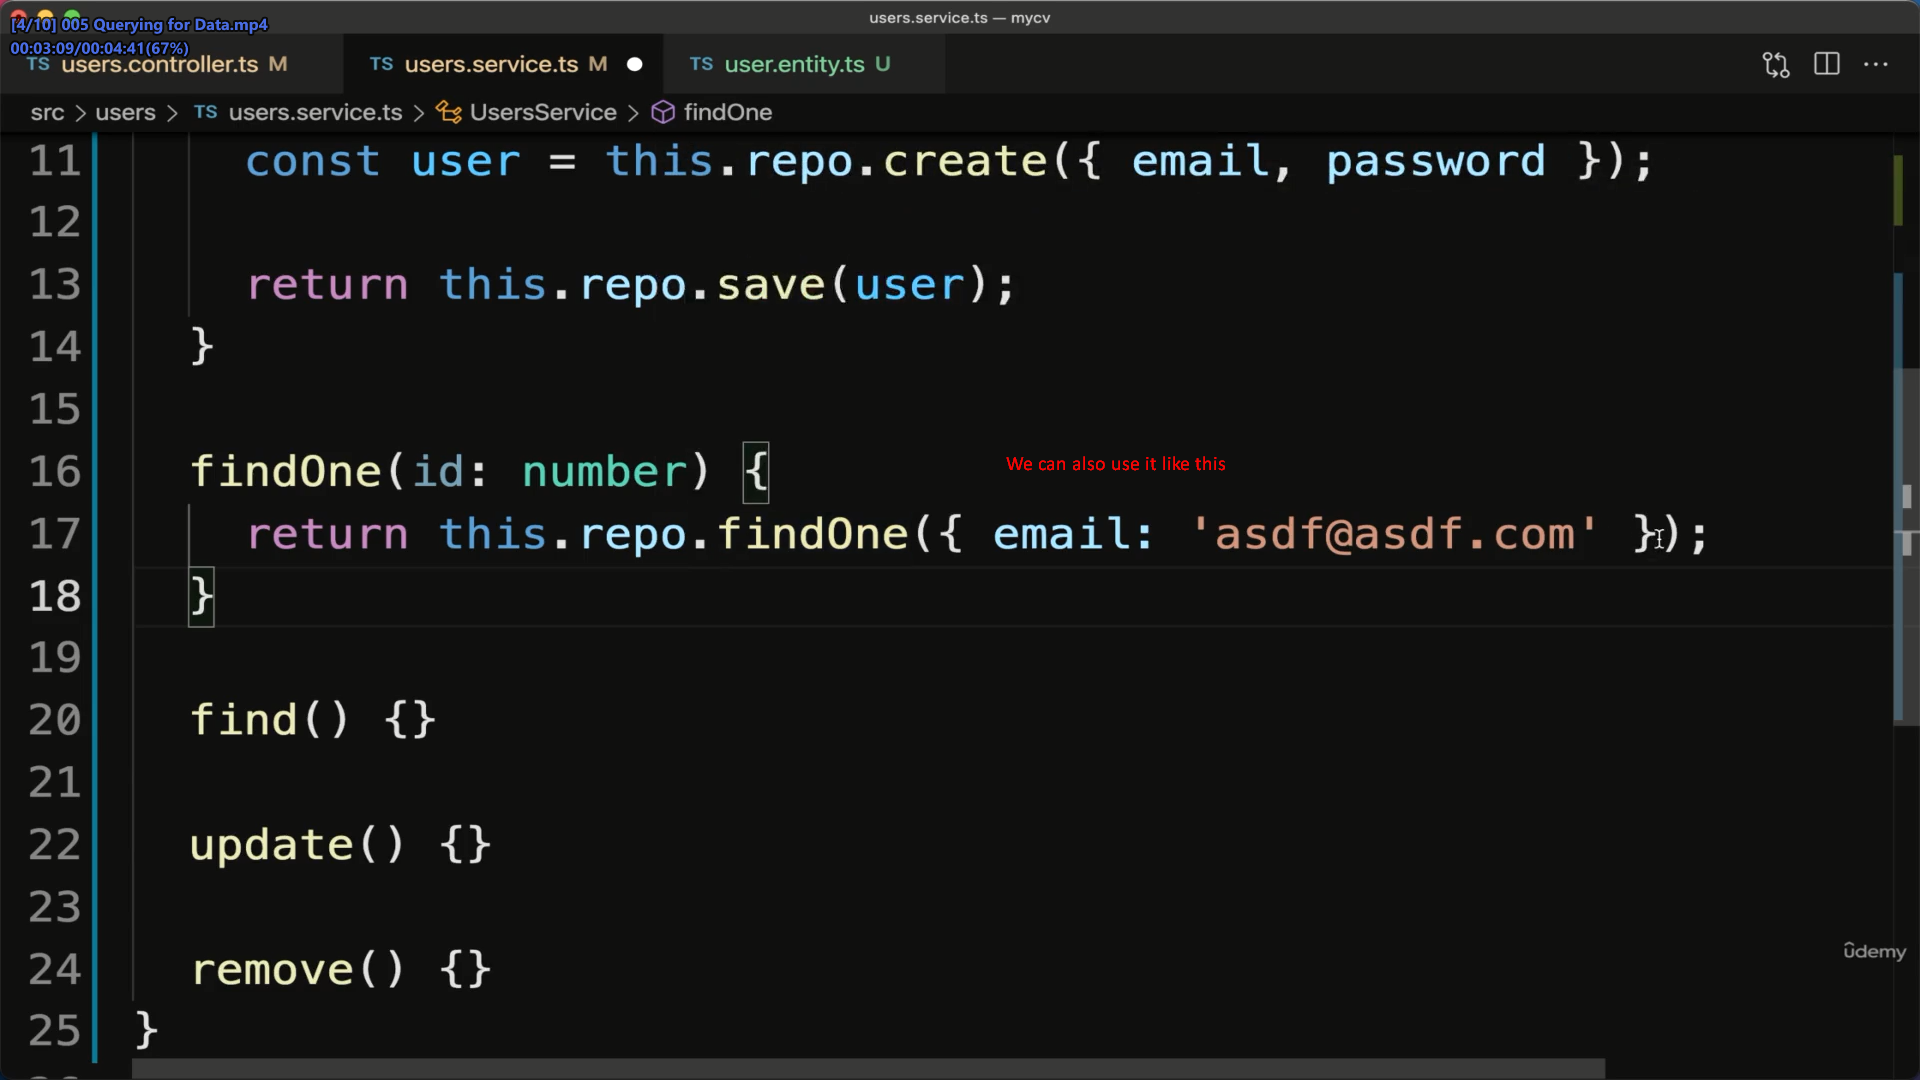 [4/10] 005 Querying for Data.mp4
00:03:09/00:04:41(67%)
users.service.ts — mycv
TS users.controller.ts M
TS users.service.ts M
TS user.entity.ts U
src > users > TS users.service.ts > UsersService > findOne
11 const user = this.repo.create({ email, password });
12
13 return this.repo.save(user);
14 }
15
16 findOne(id: number) {
We can also use it like this
17 return this.repo.findOne({ email: 'asdf@asdf.com' });
18 }
19
20 find() {}
21
22 update() {}
23
24 remove() {}
25 }
ûdemy